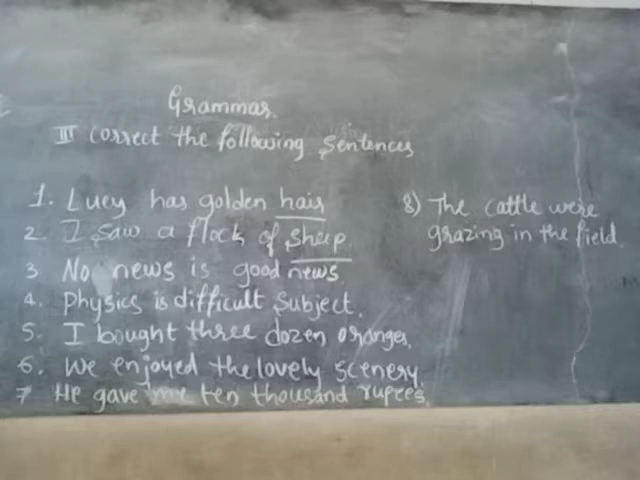 Grammar.
III correct the following sentences
1. Lucy has golden hair
2. I saw a flock of sheep.
3 No news is good news
4. physics is difficult subject.
5. I bought three dozen oranges.
6. We enjoyed the lovely scenery.
7 He gave me ten thousand rupees.
8) The cattle were
grazing in the field.